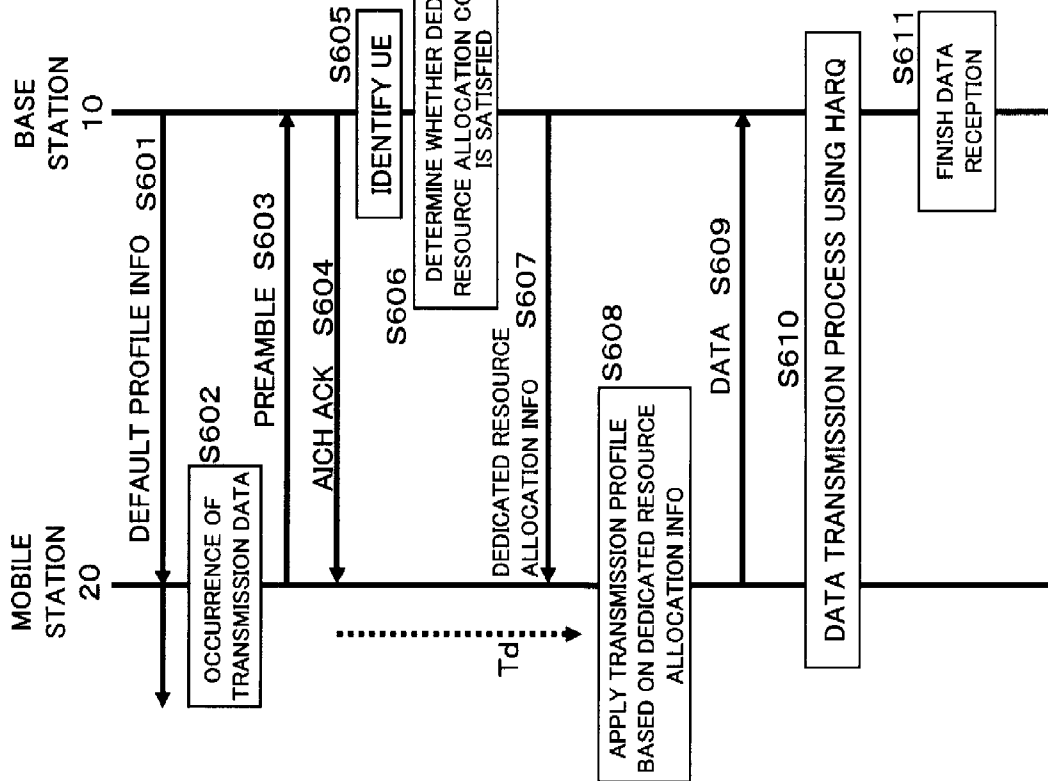 MOBILE
STATION
20
BASE
STATION
10
DEFAULT PROFILE INFO S601
S602
OCCURRENCE OF
TRANSMISSION DATA
PREAMBLE S603
AICH ACK S604
S605
IDENTIFY UE
S606
DETERMINE WHETHER
RESOURCE ALLOCATION
IS SATISFIED
DEDICATED RESOURCE
ALLOCATION INFO S607
Td
S608
APPLY TRANSMISSION PROFILE
BASED ON DEDICATED RESOURCE
ALLOCATION INFO
DATA S609
S610
DATA TRANSMISSION PROCESS USING HARQ
S611
FINISH DATA
RECEPTION